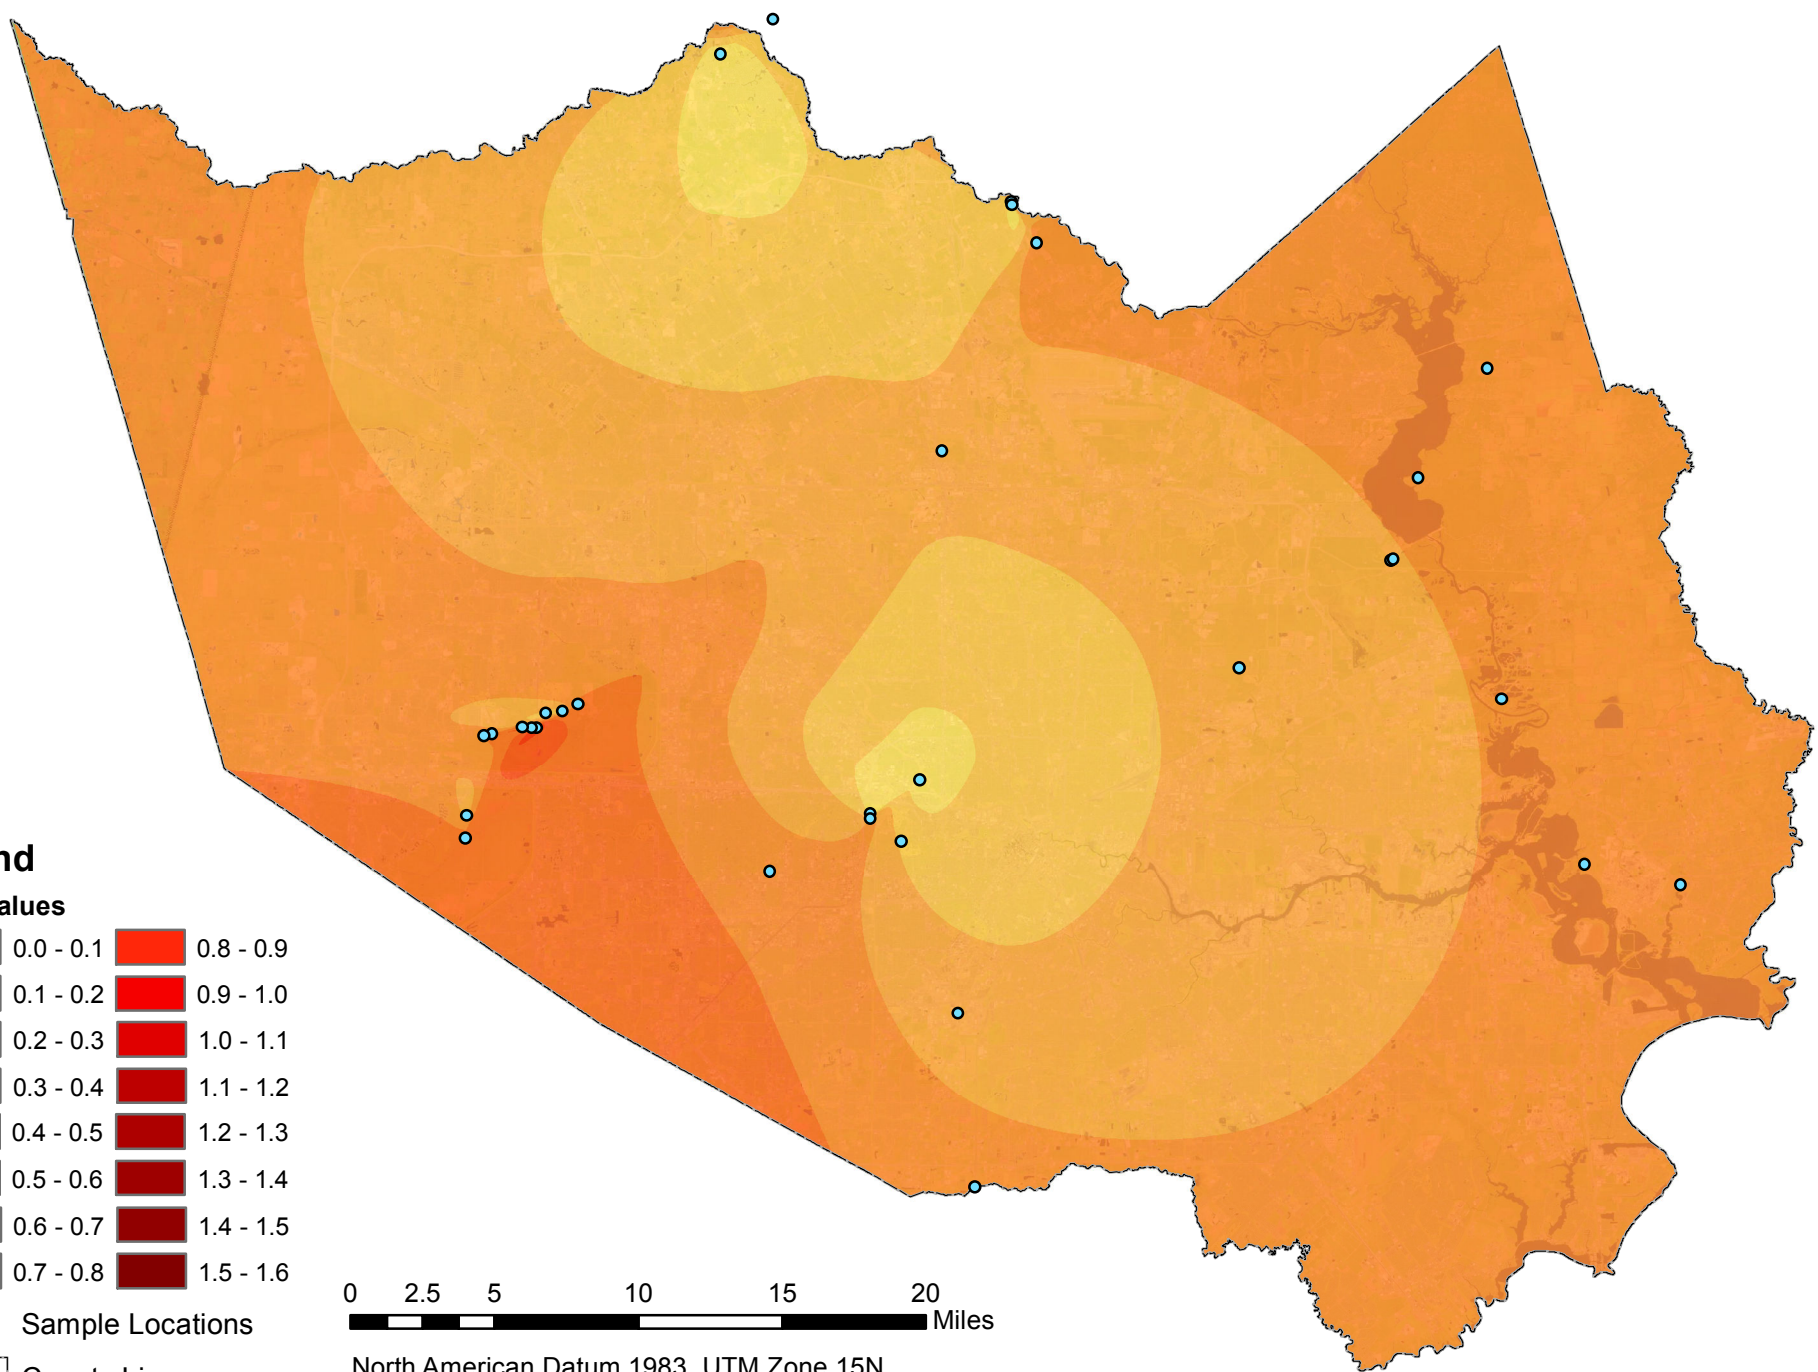 0.0 - 0.1 0.8 - 0.9
0.1 - 0.2 0.9 - 1.0
0.2 - 0.3 1.0 - 1.1
0.3 - 0.4 1.1 - 1.2
0.4 - 0.5 1.2 - 1.3
0.5 - 0.6 1.3 - 1.4
0.6 - 0.7 1.4 - 1.5
0.7 - 0.8 1.5 - 1.6
Sample Locations
0 2.5 5 10 15 20
Miles
North American Datum 1983 UTM Zone 15N